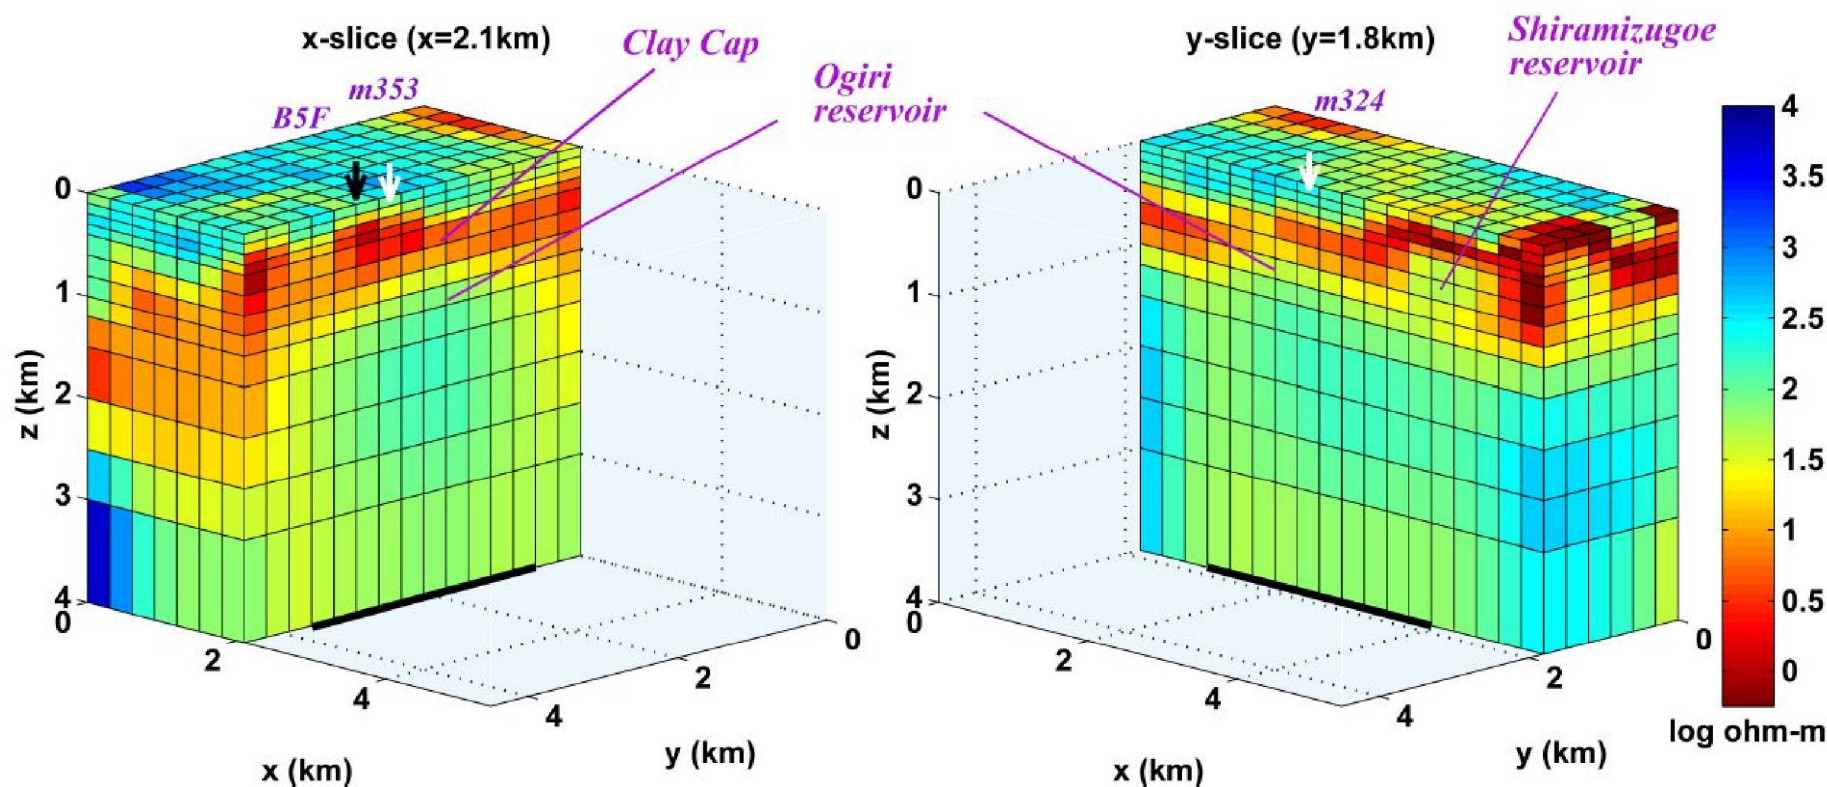 x-slice (x=2.1km)
Clay Cap
m353
B5F
Ogiri
reservoir
y-slice (y=1.8km)
Shiramizugoe
reservoir
m324
0
1
2
3
4
z (km)
0
2
4
x (km)
0
2
4
y (km)
0
1
2
3
4
z (km)
0
2
4
x (km)
0
2
4
y (km)
4
3.5
3
2.5
2
1.5
1
0.5
0
log ohm-m